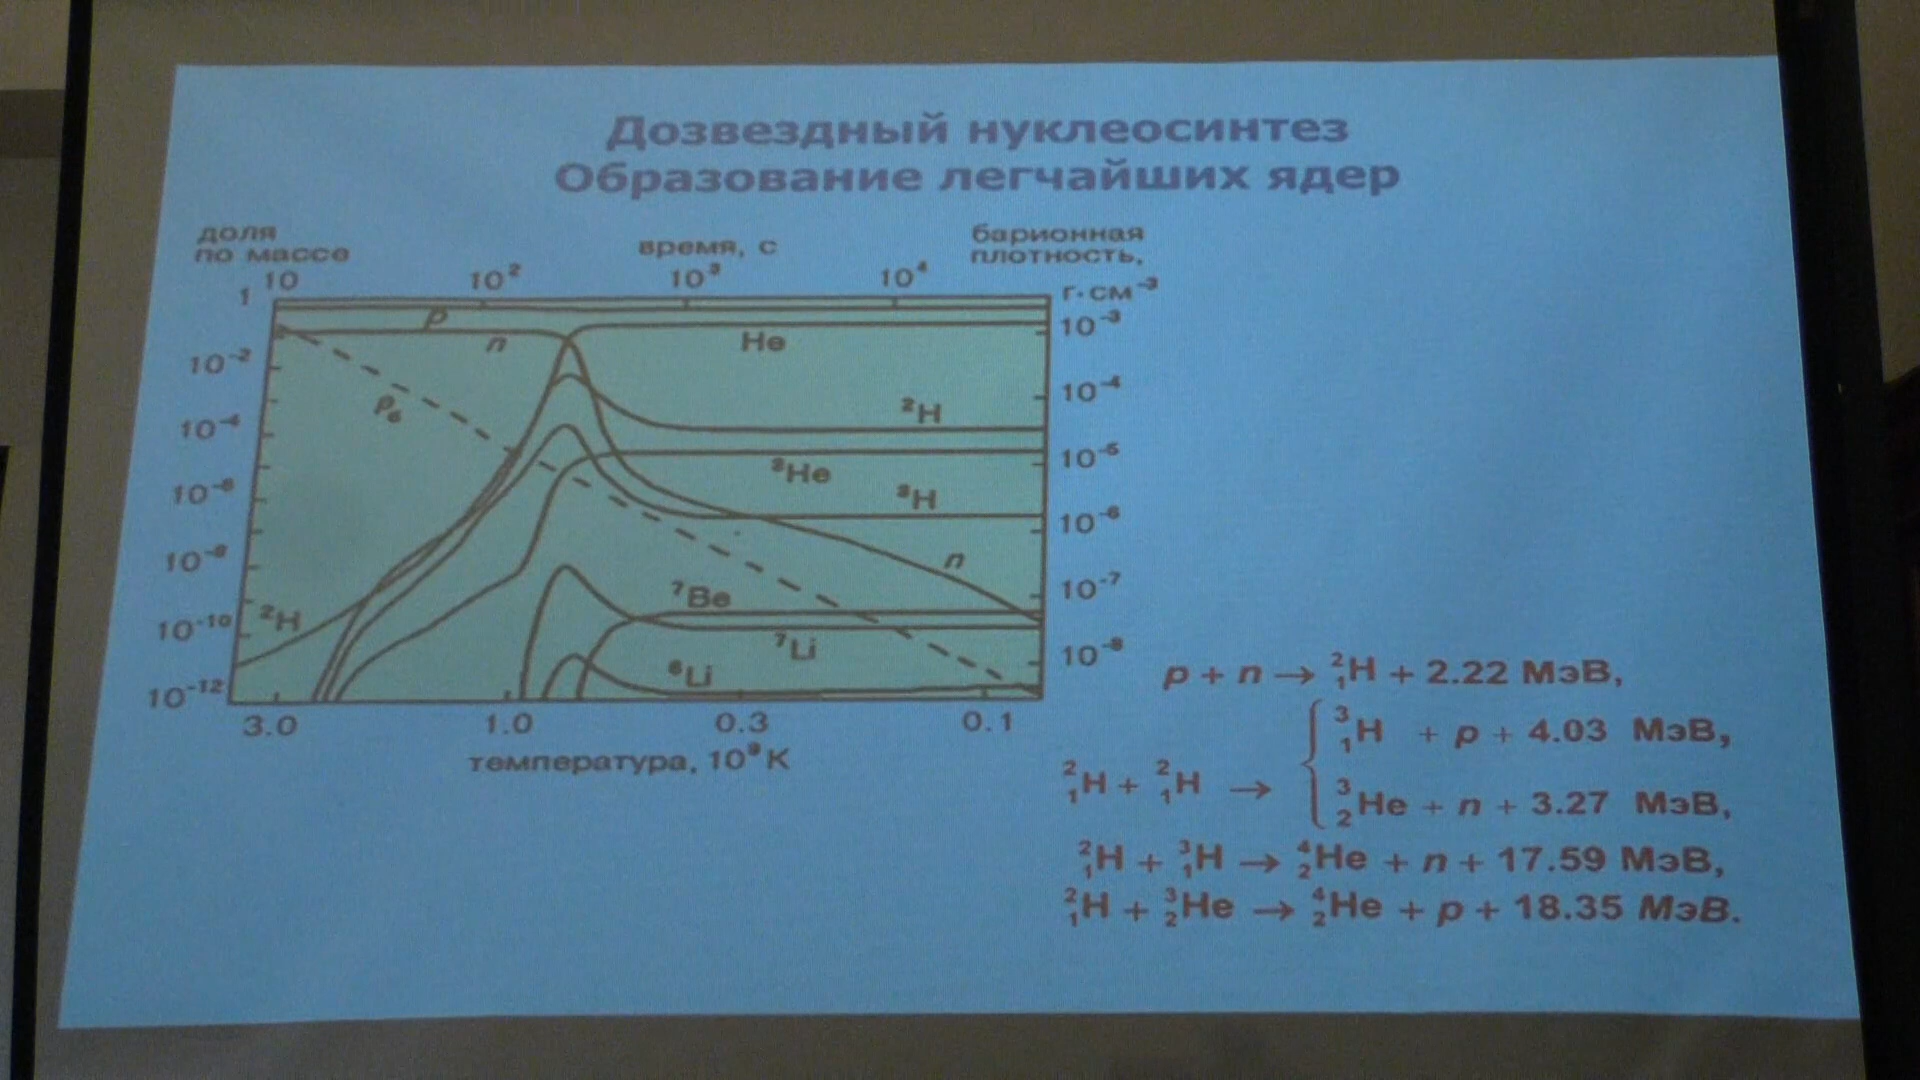 Дозвездный нуклеосинтез
Образование легчайших ядер
доля
по массе
время, с
барионная
плотность,
г·см⁻³
10 10² 10³ 10⁴
1
10⁻²
10⁻⁴
10⁻⁶
10⁻⁸
10⁻¹⁰
10⁻¹²
p
n
He
ρ
²H
³He
³H
n
⁷Be
²H
⁷Li
⁶Li
10⁻³
10⁻⁴
10⁻⁵
10⁻⁶
10⁻⁷
10⁻⁸
3.0 1.0 0.3 0.1
температура, 10⁹ K
p + n → ²₁H + 2.22 МэВ,
³₁H + p + 4.03 МэВ,
²₁H + ²₁H →
³₂He + n + 3.27 МэВ,
²₁H + ³₁H → ⁴₂He + n + 17.59 МэВ,
²₁H + ³₂He → ⁴₂He + p + 18.35 МэВ.